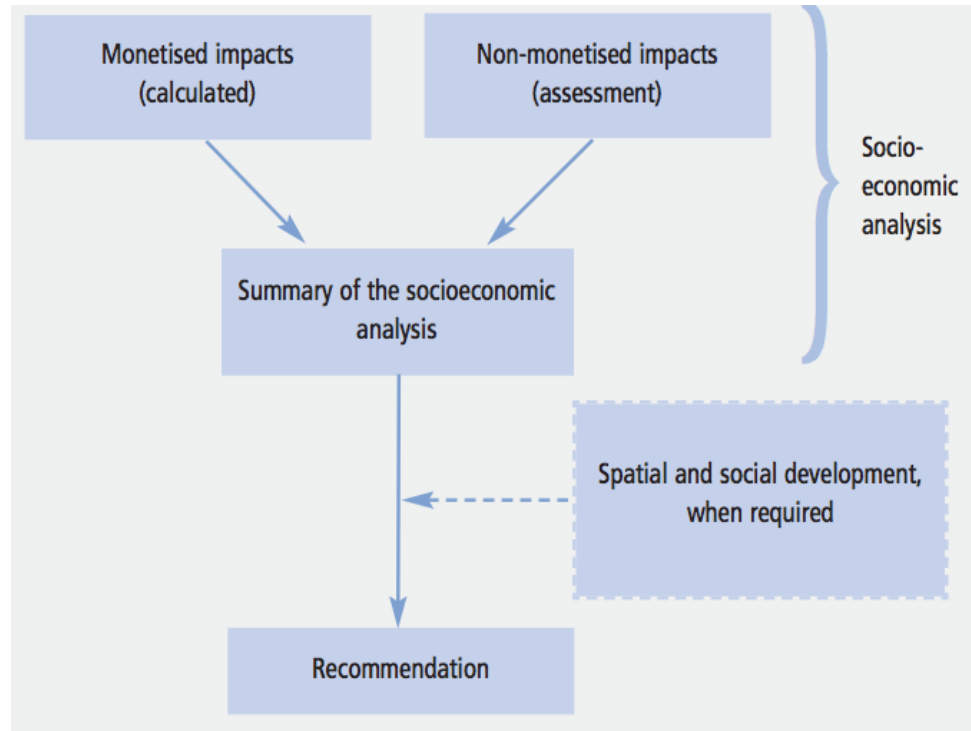 Monetised impacts
(calculated)
Non-monetised impacts
(assessment)
Socio-
economic
analysis
Summary of the socioeconomic
analysis
Spatial and social development,
when required
Recommendation